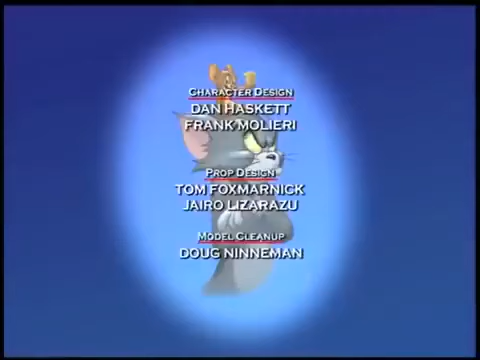 Character Design
DAN HASKETT
FRANK MOLIERI
Prop Design
TOM FOXMARNICK
JAIRO LIZARAZU
Model Cleanup
DOUG NINNEMAN